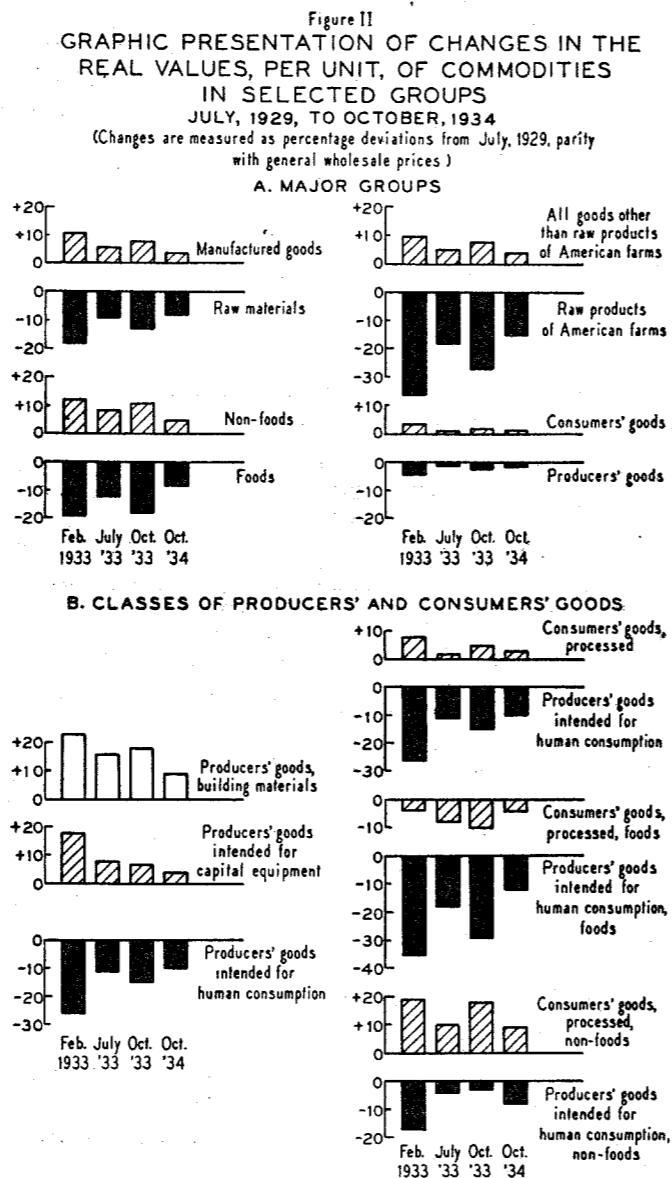 Figure II
GRAPHIC PRESENTATION OF CHANGES IN THE
REAL VALUES, PER UNIT, OF COMMODITIES
IN SELECTED GROUPS
JULY, 1929, TO OCTOBER, 1934
(Changes are measured as percentage deviations from July, 1929, parity
with general wholesale prices)
A. MAJOR GROUPS
+20
+10
0
Manufactured goods
0
-10
-20
Raw materials
+20
+10
0
Non-foods
0
-10
-20
Foods
Feb. July Oct. Oct.
1933 '33 '33 '34
+20
+10
0
All goods other
than raw products
of American farms
0
-10
-20
-30
Raw products
of American farms
+10
0
Consumers' goods
0
-10
-20
Producers' goods
Feb. July Oct. Oct.
1933 '33 '33 '34
B. CLASSES OF PRODUCERS' AND CONSUMERS' GOODS
+20
+10
0
Producers' goods,
building materials
+20
+10
0
Producers' goods
intended for
capital equipment
0
-10
-20
-30
Producers' goods
intended for
human consumption
Feb. July Oct. Oct.
1933 '33 '33 '34
+10
0
Consumers' goods,
processed
0
-10
-20
-30
Producers' goods
intended for
human consumption
0
-10
Consumers' goods,
processed, foods
0
-10
-20
-30
-40
Producers' goods
intended for
human consumption,
foods
+20
+10
0
Consumers' goods,
processed,
non-foods
0
-10
-20
Producers' goods
intended for
human consumption,
non-foods
Feb. July Oct. Oct.
1933 '33 '33 '34